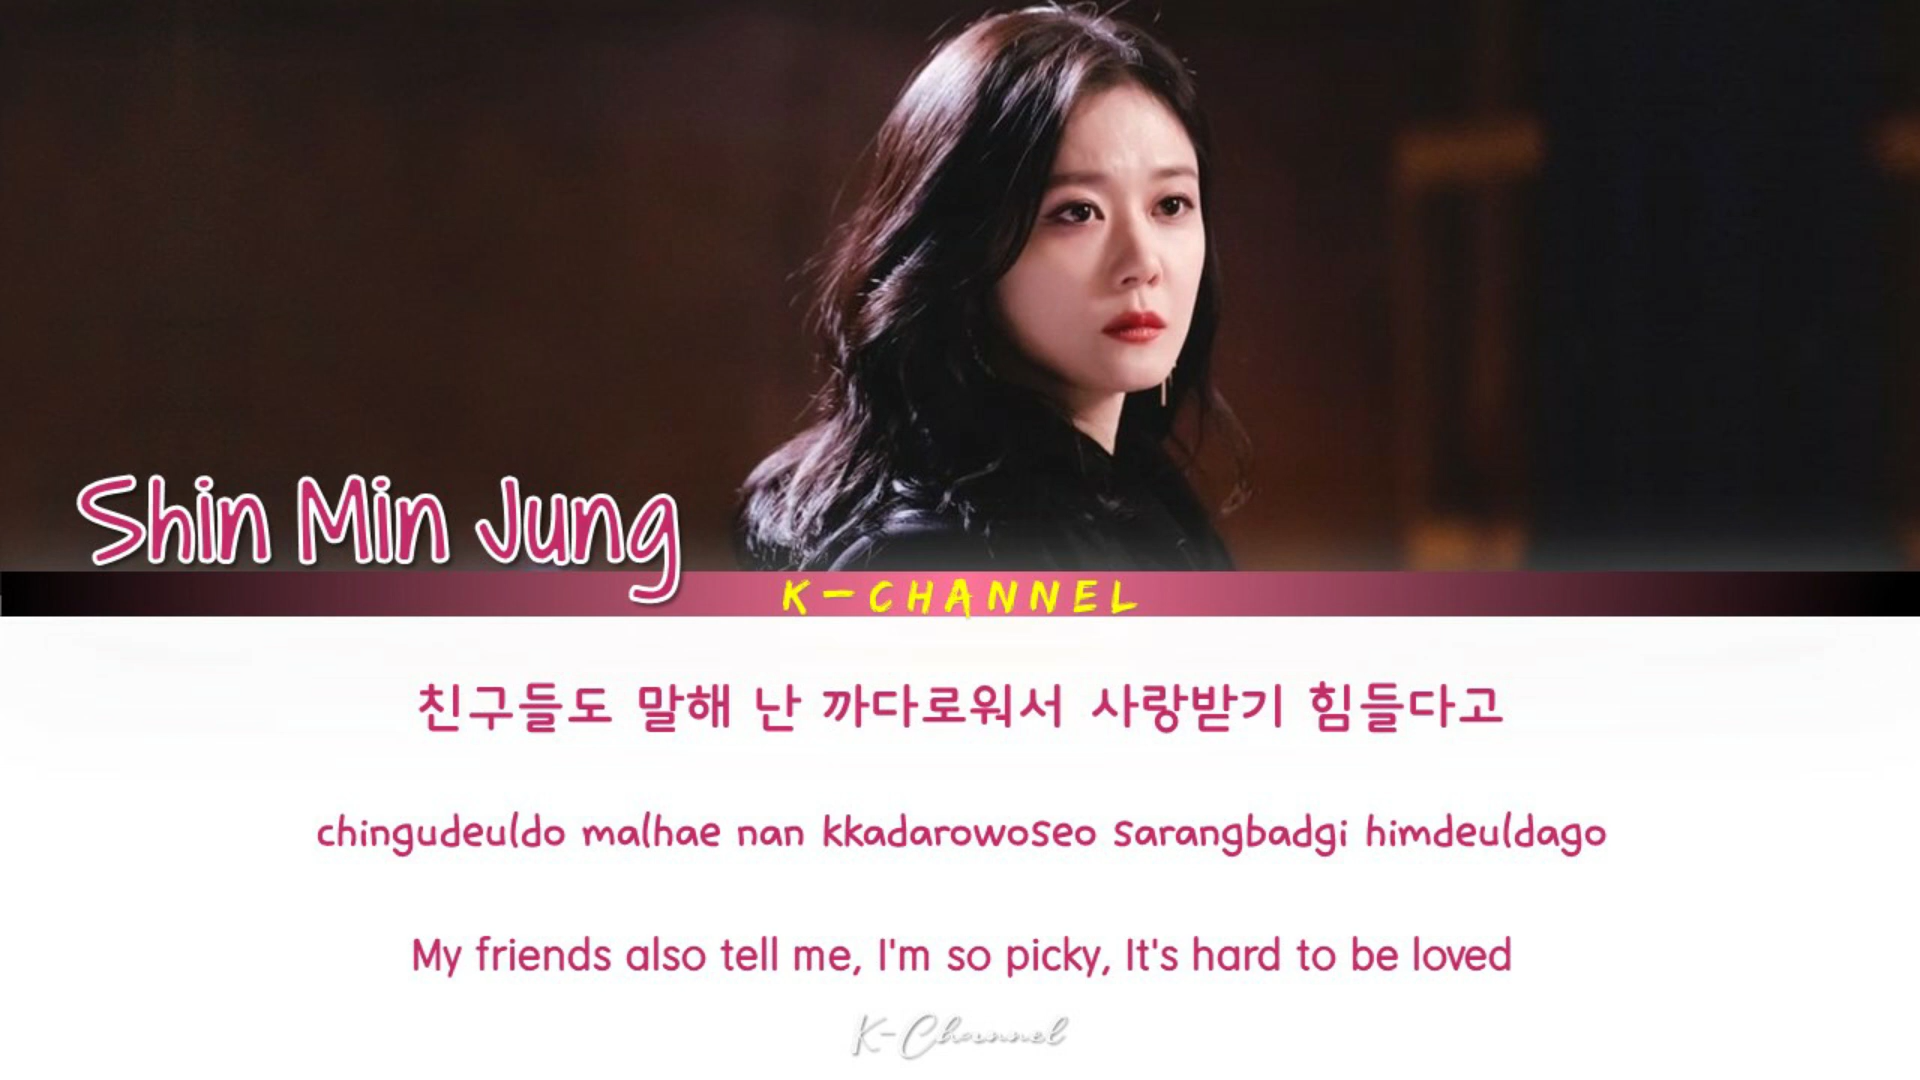 Shin Min Jung
K-CHANNEL
친구들도 말해 난 까다로워서 사랑받기 힘들다고
chingudeuldo malhae nan kkadarowoseo sarangbadgi himdeuldago
My friends also tell me, I'm so picky, It's hard to be loved
K-Channel